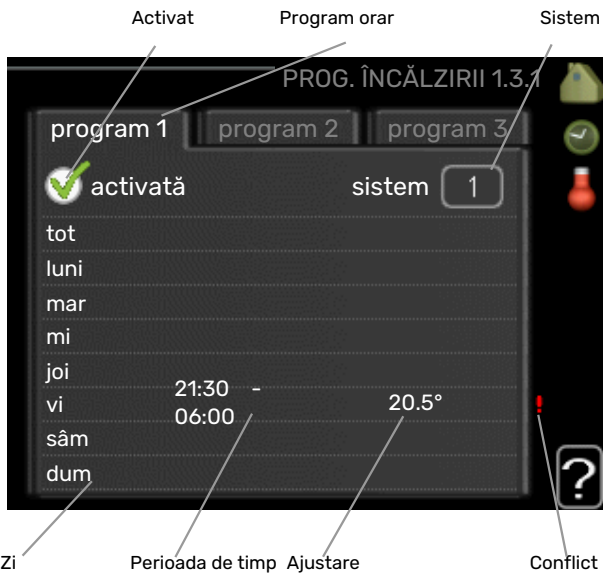 Activat Program orar Sistem
PROG. ÎNCĂLZIRII 1.3.1
program 1 program 2 program 3
activată sistem 1
tot
luni
mar
mi
joi
vi 21:30 - 06:00 20.5° !
sâm
dum
?
Zi Perioada de timp Ajustare Conflict